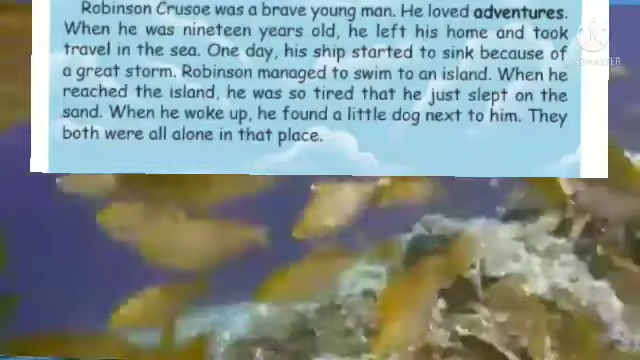 Robinson Crusoe was a brave young man. He loved adventures.
When he was nineteen years old, he left his home and took
travel in the sea. One day, his ship started to sink because of
a great storm. Robinson managed to swim to an island. When he
reached the island, he was so tired that he just slept on the
sand. When he woke up, he found a little dog next to him. They
both were all alone in that place.